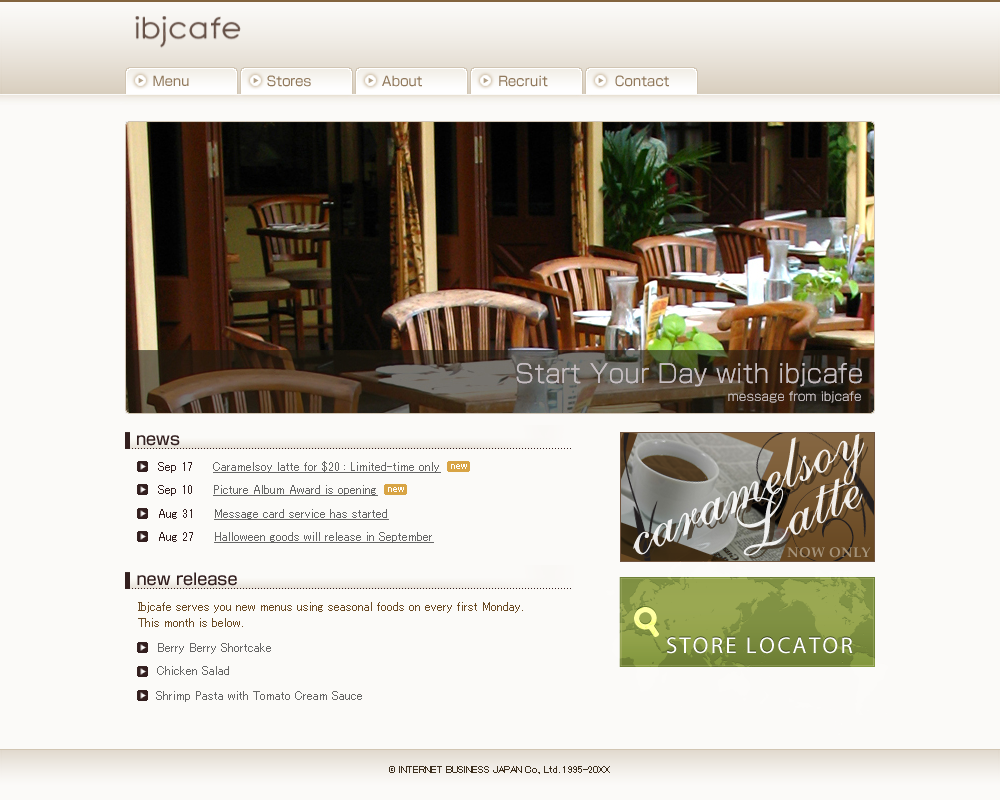 ibjcafe
Menu Stores About Recruit Contact
Start Your Day with ibjcafe
message from ibjcafe
news
Sep 17 Caramelsoy latte for $20 : Limited-time only new
Sep 10 Picture Album Award is opening new
Aug 31 Message card service has started
Aug 27 Halloween goods will release in September
caramelsoy
Latte
NOW ONLY
STORE LOCATOR
new release
Ibjcafe serves you new menus using seasonal foods on every first Monday.
This month is below.
Berry Berry Shortcake
Chicken Salad
Shrimp Pasta with Tomato Cream Sauce
© INTERNET BUSINESS JAPAN Co., Ltd. 1995-20XX